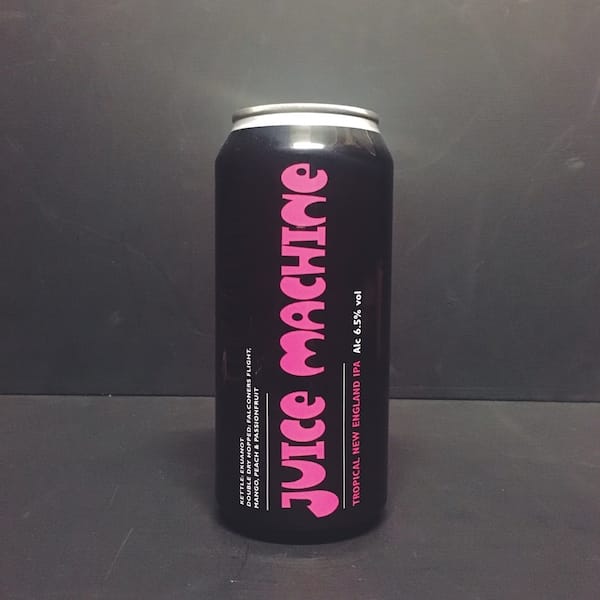 KETTLE: EKUANOT
DOUBLE DRY HOPPED: FALCONERS FLIGHT,
MANGO, PEACH & PASSIONFRUIT
JUICE MACHINE
TROPICAL NEW ENGLAND IPA Alc 6.5% vol